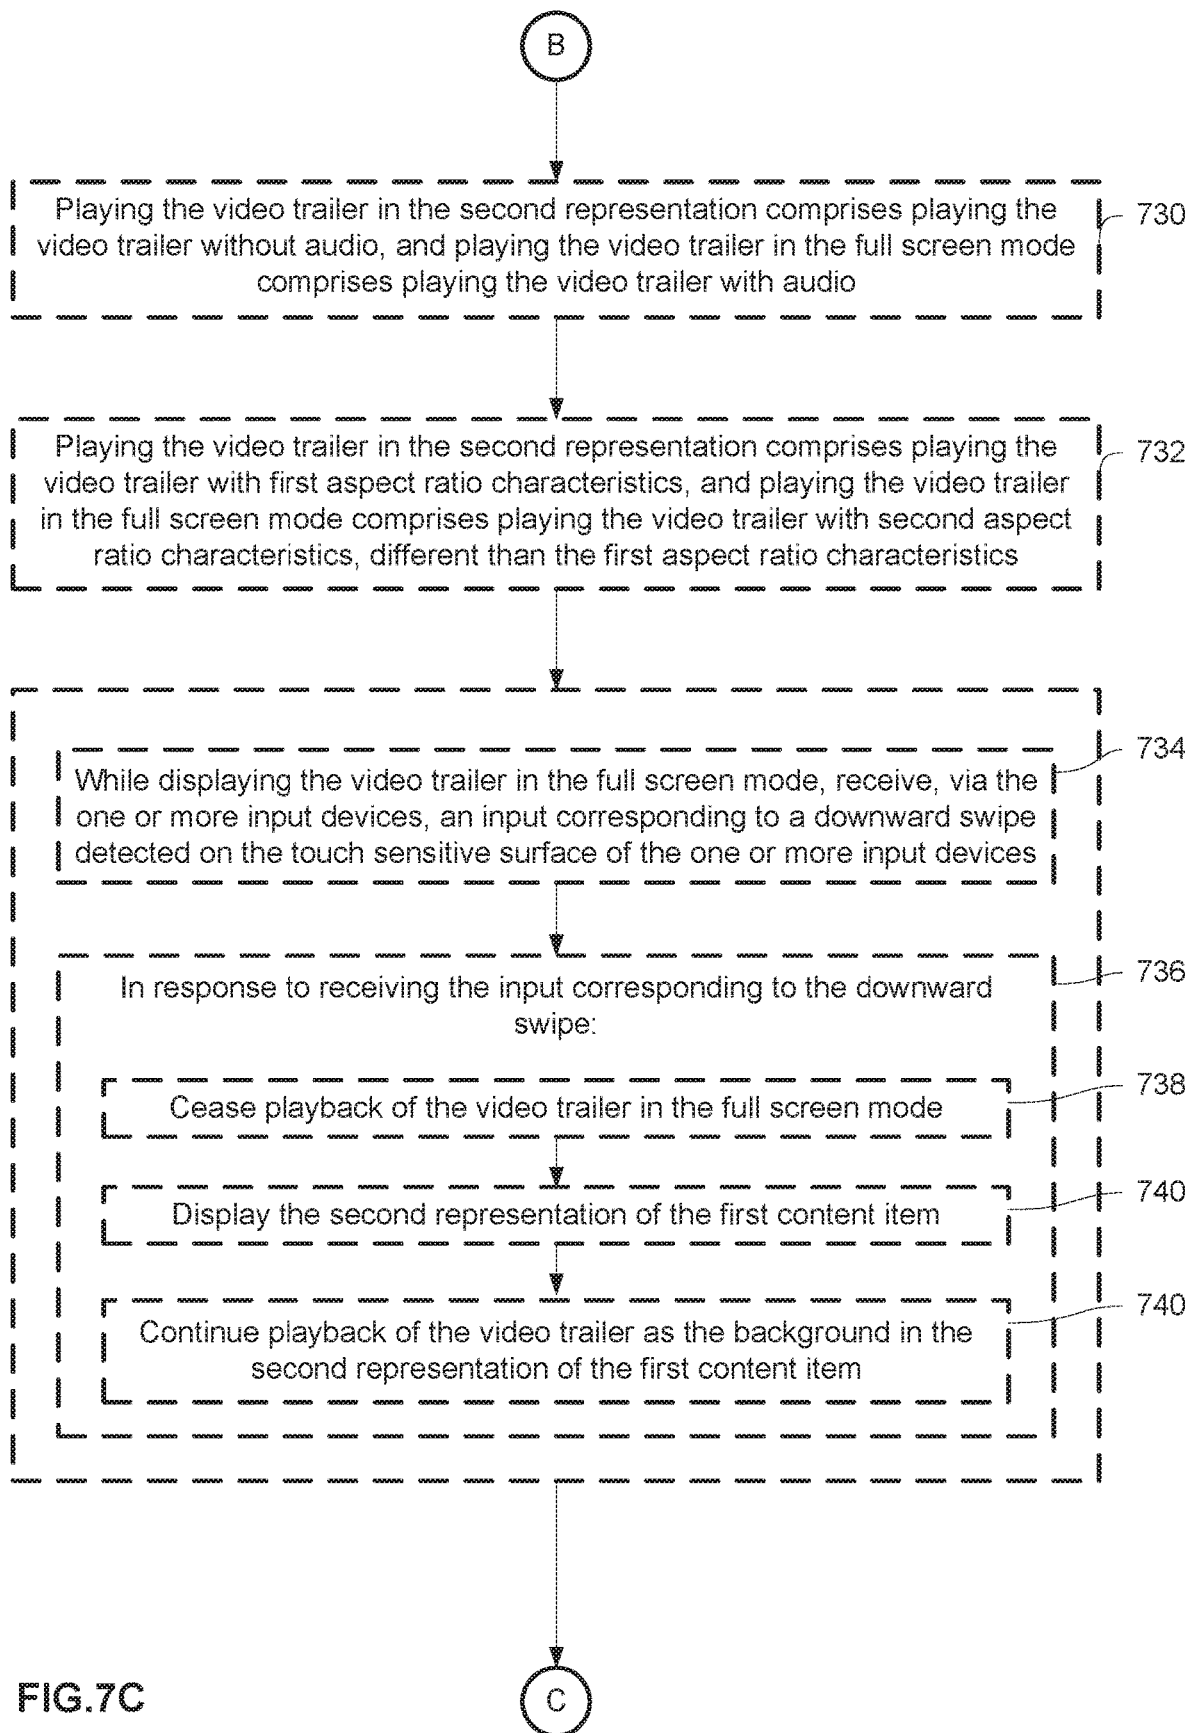 B
Playing the video trailer in the second representation comprises playing the
video trailer without audio, and playing the video trailer in the full screen mode
comprises playing the video trailer with audio
730
Playing the video trailer in the second representation comprises playing the
video trailer with first aspect ratio characteristics, and playing the video trailer
in the full screen mode comprises playing the video trailer with second aspect
ratio characteristics, different than the first aspect ratio characteristics
732
While displaying the video trailer in the full screen mode, receive, via the
one or more input devices, an input corresponding to a downward swipe
detected on the touch sensitive surface of the one or more input devices
734
In response to receiving the input corresponding to the downward
swipe:
736
Cease playback of the video trailer in the full screen mode
738
Display the second representation of the first content item
740
Continue playback of the video trailer as the background in the
second representation of the first content item
740
C
FIG.7C